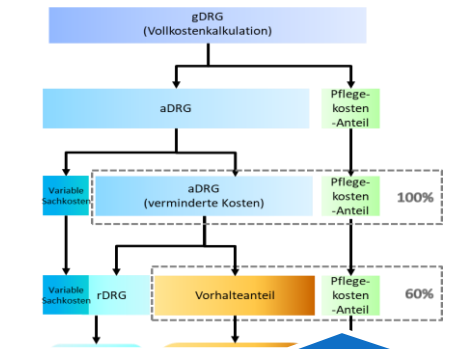 gDRG
(Vollkostenkalkulation)
aDRG
Pflege-
kosten
-Anteil
Variable
Sachkosten
aDRG
(verminderte Kosten)
Pflege-
kosten
-Anteil
100%
Variable
Sachkosten
rDRG
Vorhalteanteil
Pflege-
kosten
-Anteil
60%